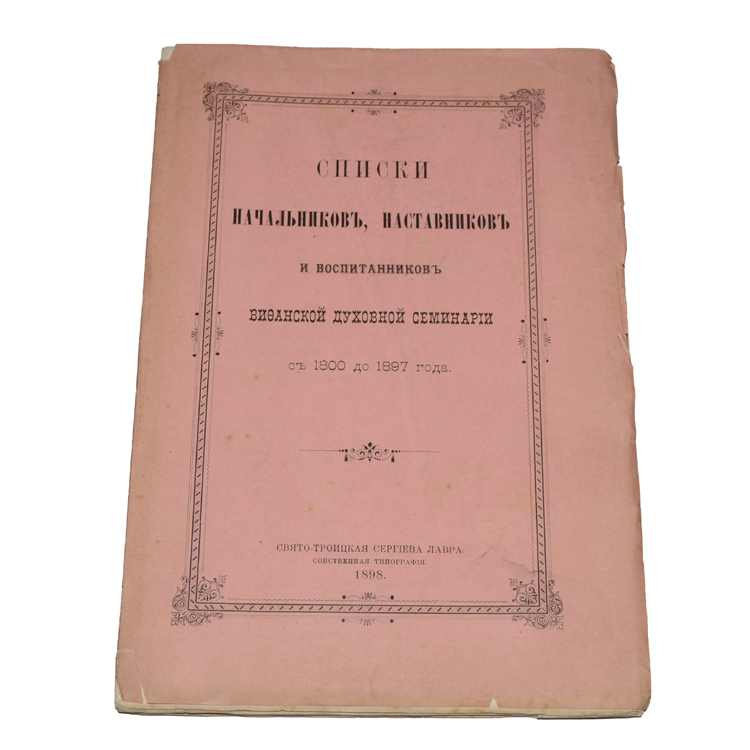 СПИСКИ
НАЧАЛЬНИКОВЪ, НАСТАВНИКОВЪ
И ВОСПИТАННИКОВЪ
ВИѲАНСКОЙ ДУХОВНОЙ СЕМИНАРІИ
съ 1800 до 1897 года.
СВЯТО-ТРОИЦКАЯ СЕРГІЕВА ЛАВРА.
СОБСТВЕННАЯ ТИПОГРАФІЯ.
1898.